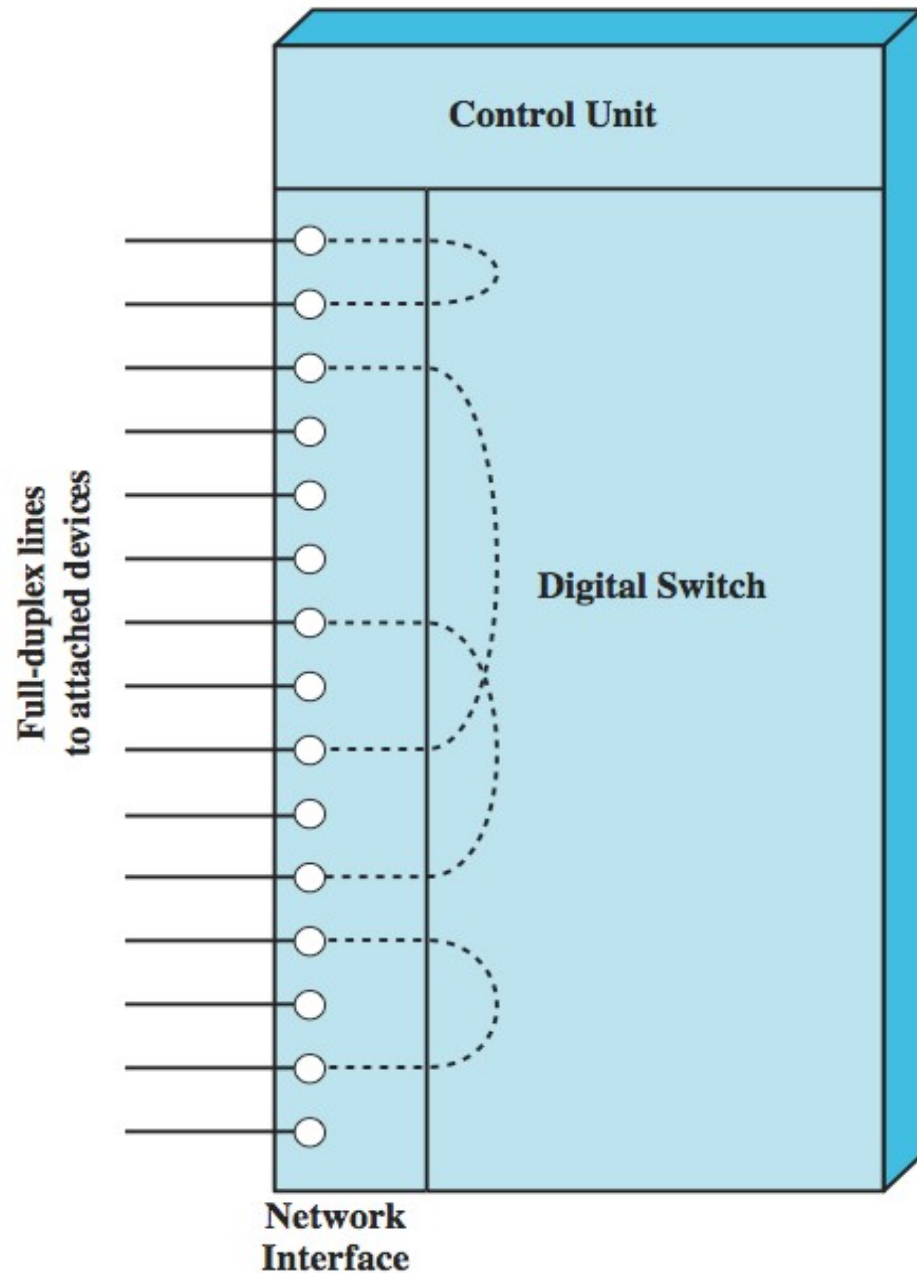 Control Unit
Full-duplex lines
to attached devices
Digital Switch
Network
Interface